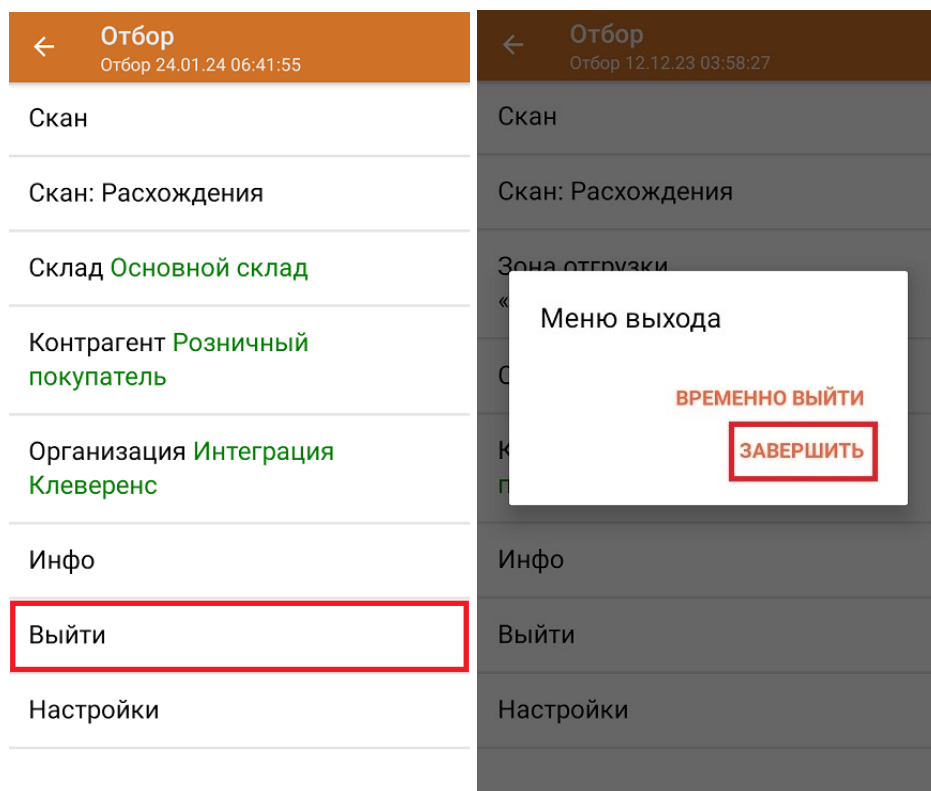 Отбор
Отбор 24.01.24 06:41:55
Скан
Скан: Расхождения
Склад Основной склад
Контрагент Розничный
покупатель
Организация Интеграция
Клеверенс
Инфо
Выйти
Настройки
Отбор
Отбор 12.12.23 03:58:27
Скан
Скан: Расхождения
Зона отгрузки
Меню выхода
ВРЕМЕННО ВЫЙТИ
ЗАВЕРШИТЬ
Инфо
Выйти
Настройки